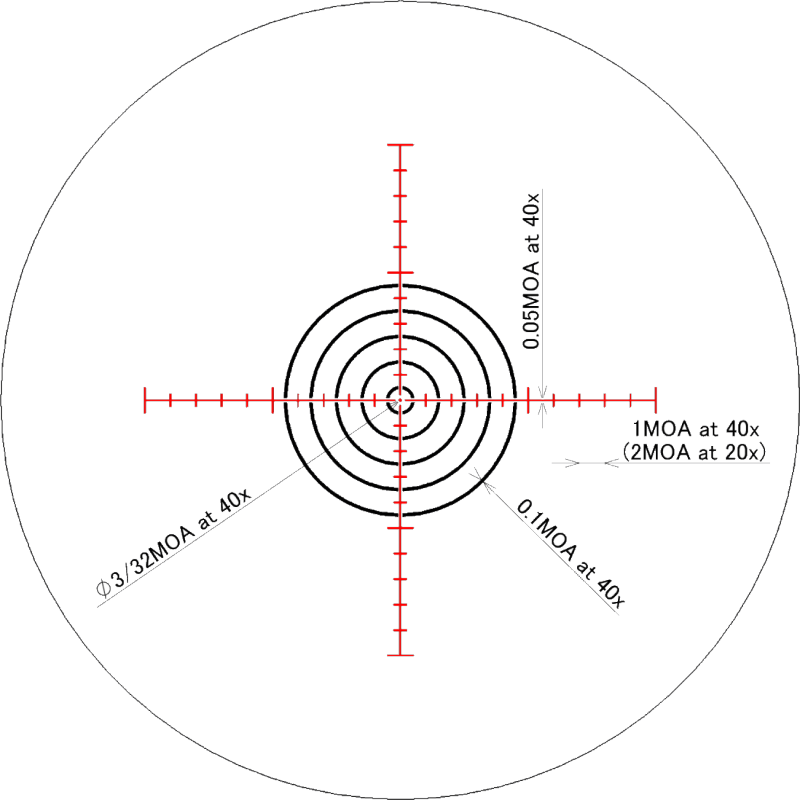 0.05MOA at 40x
1MOA at 40x
(2MOA at 20x)
0.1MOA at 40x
φ3/32MOA at 40x